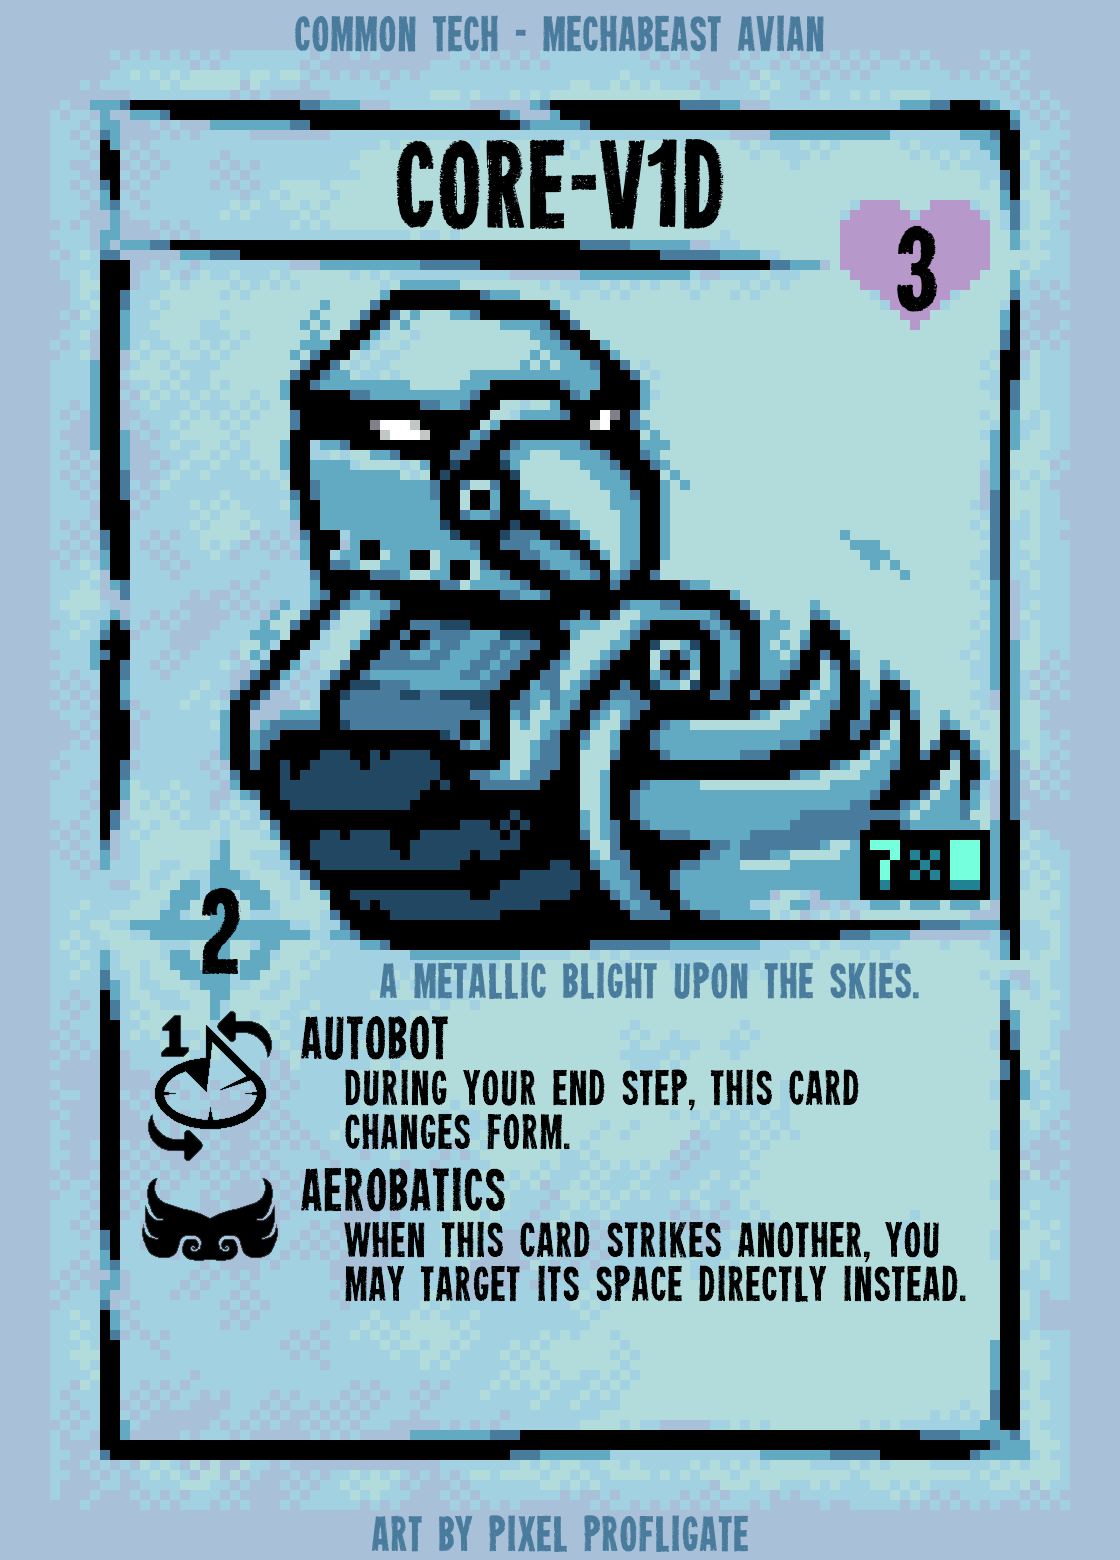 COMMON TECH - MECHABEAST AVIAN
CORE-V1D
3
7
2
A METALLIC BLIGHT UPON THE SKIES.
1
AUTOBOT
DURING YOUR END STEP, THIS CARD
CHANGES FORM.
AEROBATICS
WHEN THIS CARD STRIKES ANOTHER, YOU
MAY TARGET ITS SPACE DIRECTLY INSTEAD.
ART BY PIXEL PROFLIGATE